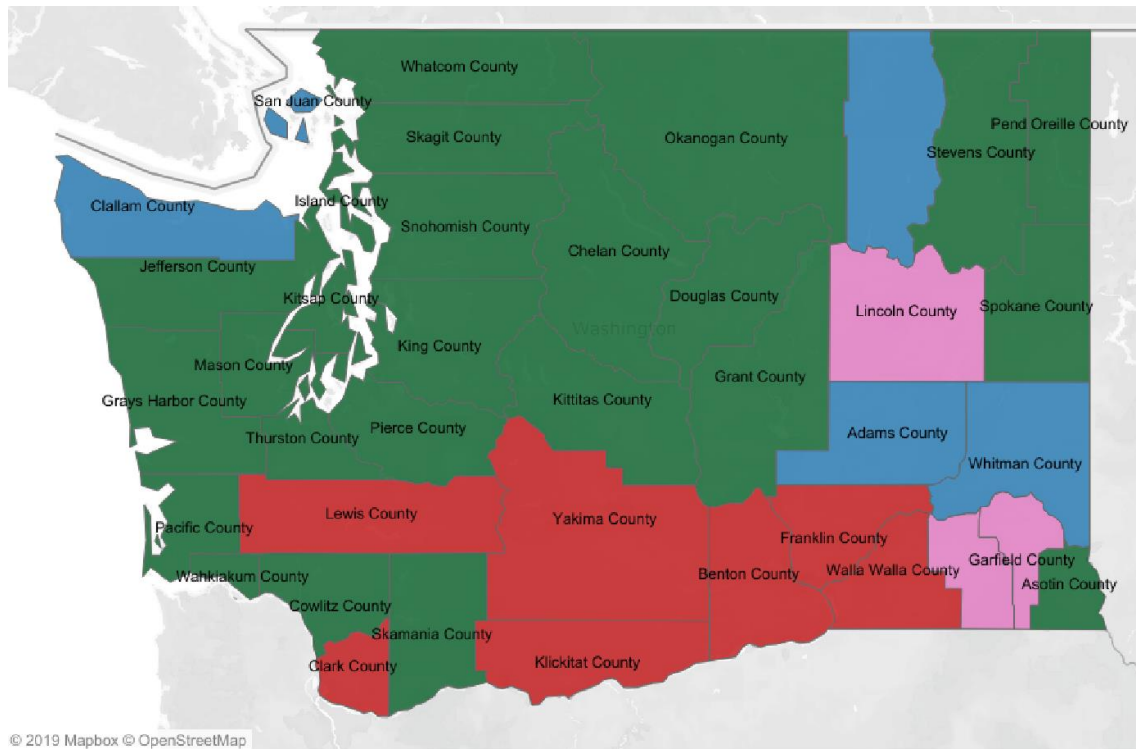 Whatcom County
San Juan County
Skagit County
Okanogan County
Pend Oreille County
Stevens County
Clallam County
Island County
Snohomish County
Chelan County
Jefferson County
Kitsap County
Douglas County
Lincoln County
Spokane County
Washington
King County
Mason County
Grant County
Grays Harbor County
Kittitas County
Thurston County
Pierce County
Adams County
Whitman County
Pacific County
Lewis County
Yakima County
Franklin County
Garfield County
Wahkiakum County
Benton County
Walla Walla County
Asotin County
Cowlitz County
Skamania County
Clark County
Klickitat County
© 2019 Mapbox © OpenStreetMap